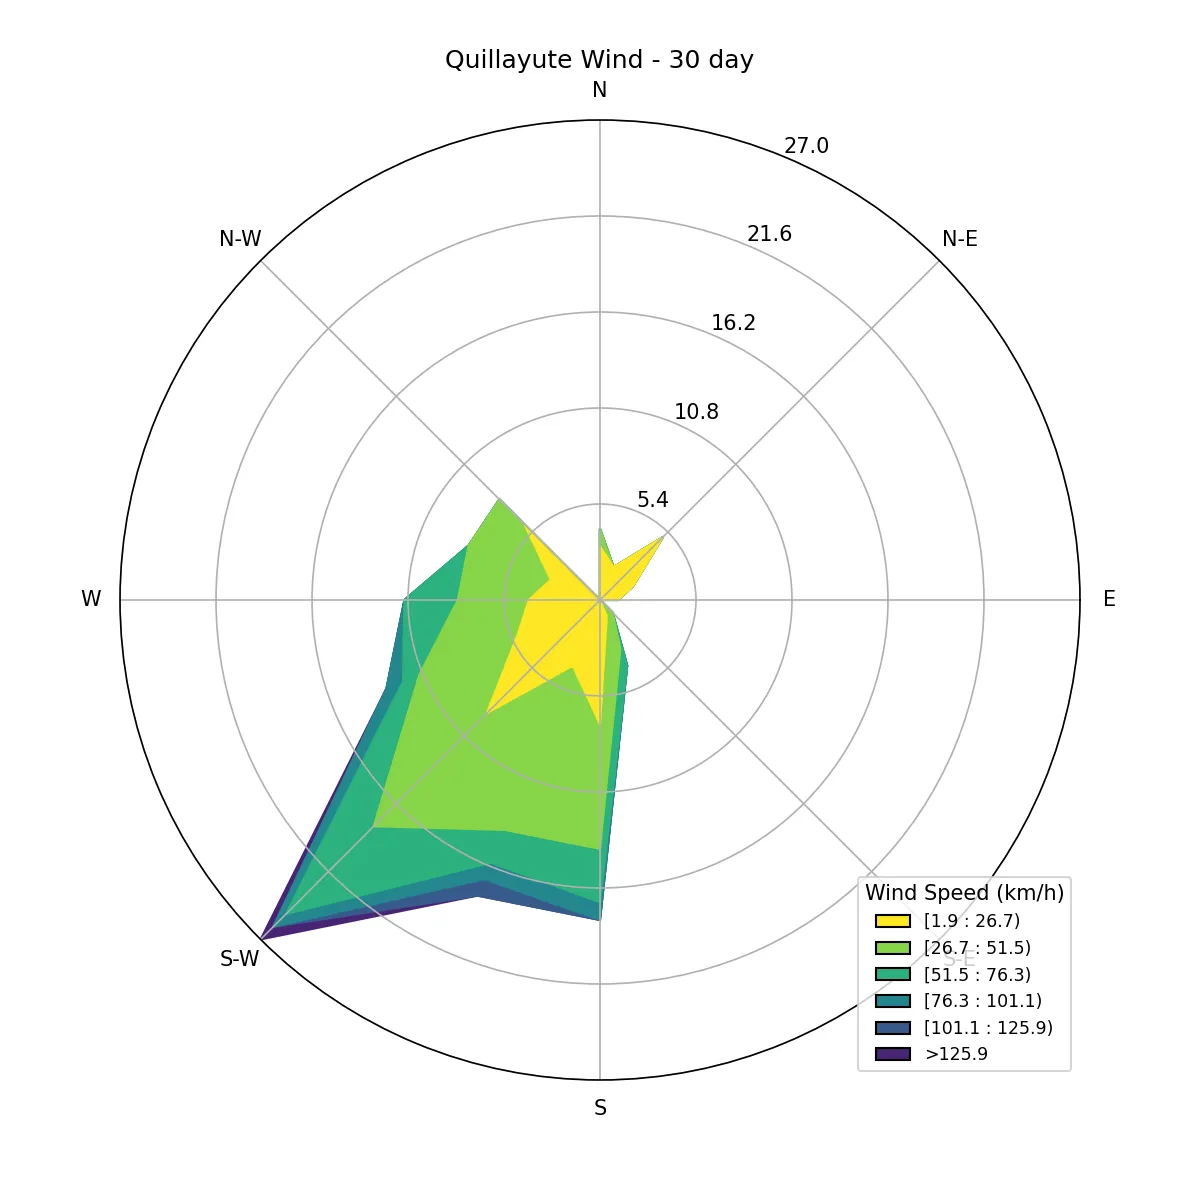 Quillayute Wind - 30 day
N
27.0
N-W
21.6
N-E
16.2
10.8
5.4
W
E
S-W
S-E
S
Wind Speed (km/h)
[1.9 : 26.7)
[26.7 : 51.5)
[51.5 : 76.3)
[76.3 : 101.1)
[101.1 : 125.9)
>125.9